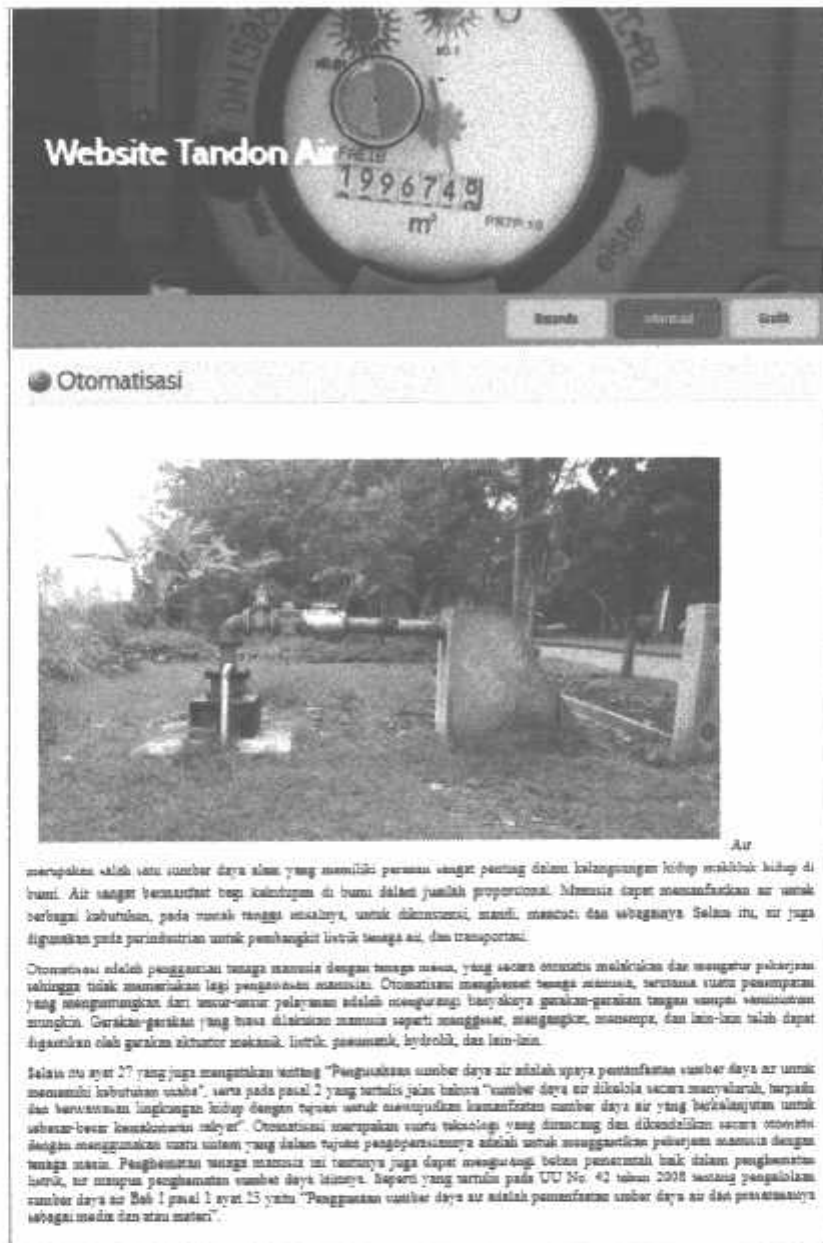 Website Tandon Air
1996748
m³
PN7P.10
elster
Beranda
Informasi
Grafik
Otomatisasi
Air
merupakan salah satu sumber daya alam yang memiliki peranan sangat penting dalam kelangsungan hidup makhluk hidup di
bumi. Air sangat bermanfaat bagi kehidupan di bumi dalam jumlah proporsional. Manusia dapat memanfaatkan air untuk
berbagai kebutuhan, pada rumah tangga misalnya, untuk dikonsumsi, mandi, mencuci dan sebagainya. Selain itu, air juga
digunakan pada perindustrian untuk pembangkit listrik tenaga air, dan transportasi.
Otomatisasi adalah penggantian tenaga manusia dengan tenaga mesin, yang secara otomatis melakukan dan mengatur pekerjaan
sehingga tidak memerlukan lagi pengawasan manusia. Otomatisasi menghemat tenaga manusia, terutama suatu penempatan
yang menguntungkan dari unsur-unsur pelayanan adalah mengurangi banyaknya gerakan-gerakan tangan sampai seminimum
mungkin. Gerakan-gerakan yang biasa dilakukan manusia seperti menggeser, mengangkat, menempa, dan lain-lain telah dapat
digantikan oleh gerakan aktuator mekanik, listrik, pneumatik, hydrolik, dan lain-lain.
Selain itu ayat 27 yang juga mengatakan tentang "Pengusahaan sumber daya air adalah upaya pemanfaatan sumber daya air untuk
memenuhi kebutuhan usaha", serta pada pasal 2 yang tertulis jelas bahwa "sumber daya air dikelola secara menyeluruh, terpadu
dan berwawasan lingkungan hidup dengan tujuan untuk mewujudkan kemanfaatan sumber daya air yang berkelanjutan untuk
sebesar-besar kemakmuran rakyat". Otomatisasi merupakan suatu teknologi yang dirancang dan dikendalikan secara otomatis
dengan menggunakan suatu sistem yang dalam tujuan pengoperasiannya adalah untuk menggantikan pekerjaan manusia dengan
tenaga mesin. Penghematan tenaga manusia ini tentunya juga dapat mengurangi beban pemerintah baik dalam penghematan
listrik, air maupun penghematan sumber daya lainnya. Seperti yang tertulis pada UU No. 42 tahun 2008 tentang pengelolaan
sumber daya air Bab I pasal 1 ayat 25 yaitu "Penggunaan sumber daya air adalah pemanfaatan umber daya air dan prasarananya
sebagai media dan atau materi".